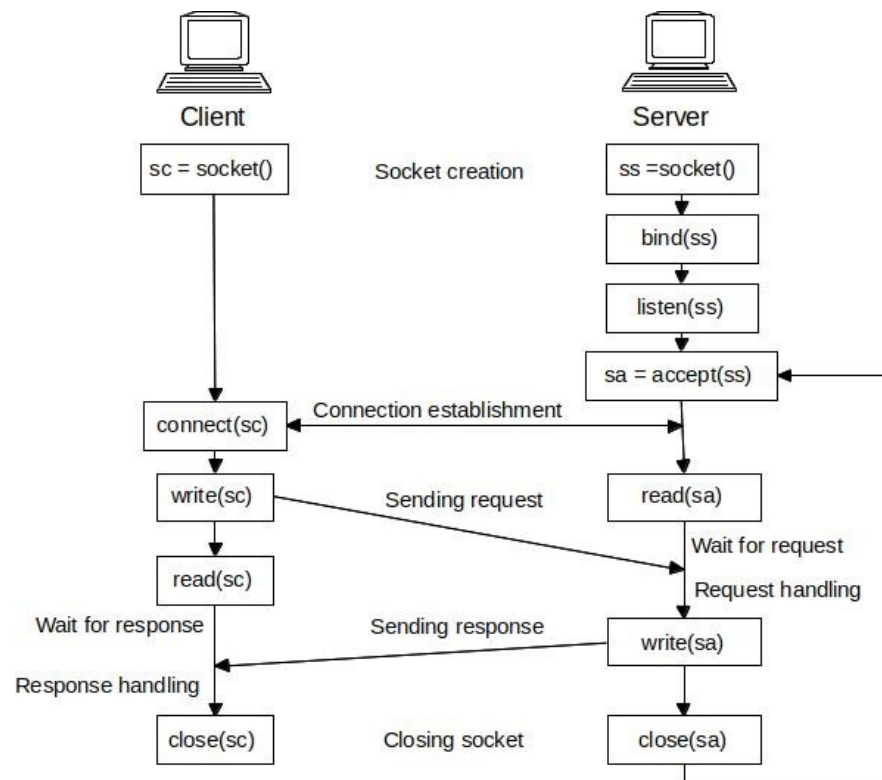 Client
Server
sc = socket()
Socket creation
ss =socket()
bind(ss)
listen(ss)
sa = accept(ss)
Connection establishment
connect(sc)
write(sc)
Sending request
read(sa)
Wait for request
read(sc)
Request handling
Wait for response
Sending response
write(sa)
Response handling
close(sc)
Closing socket
close(sa)